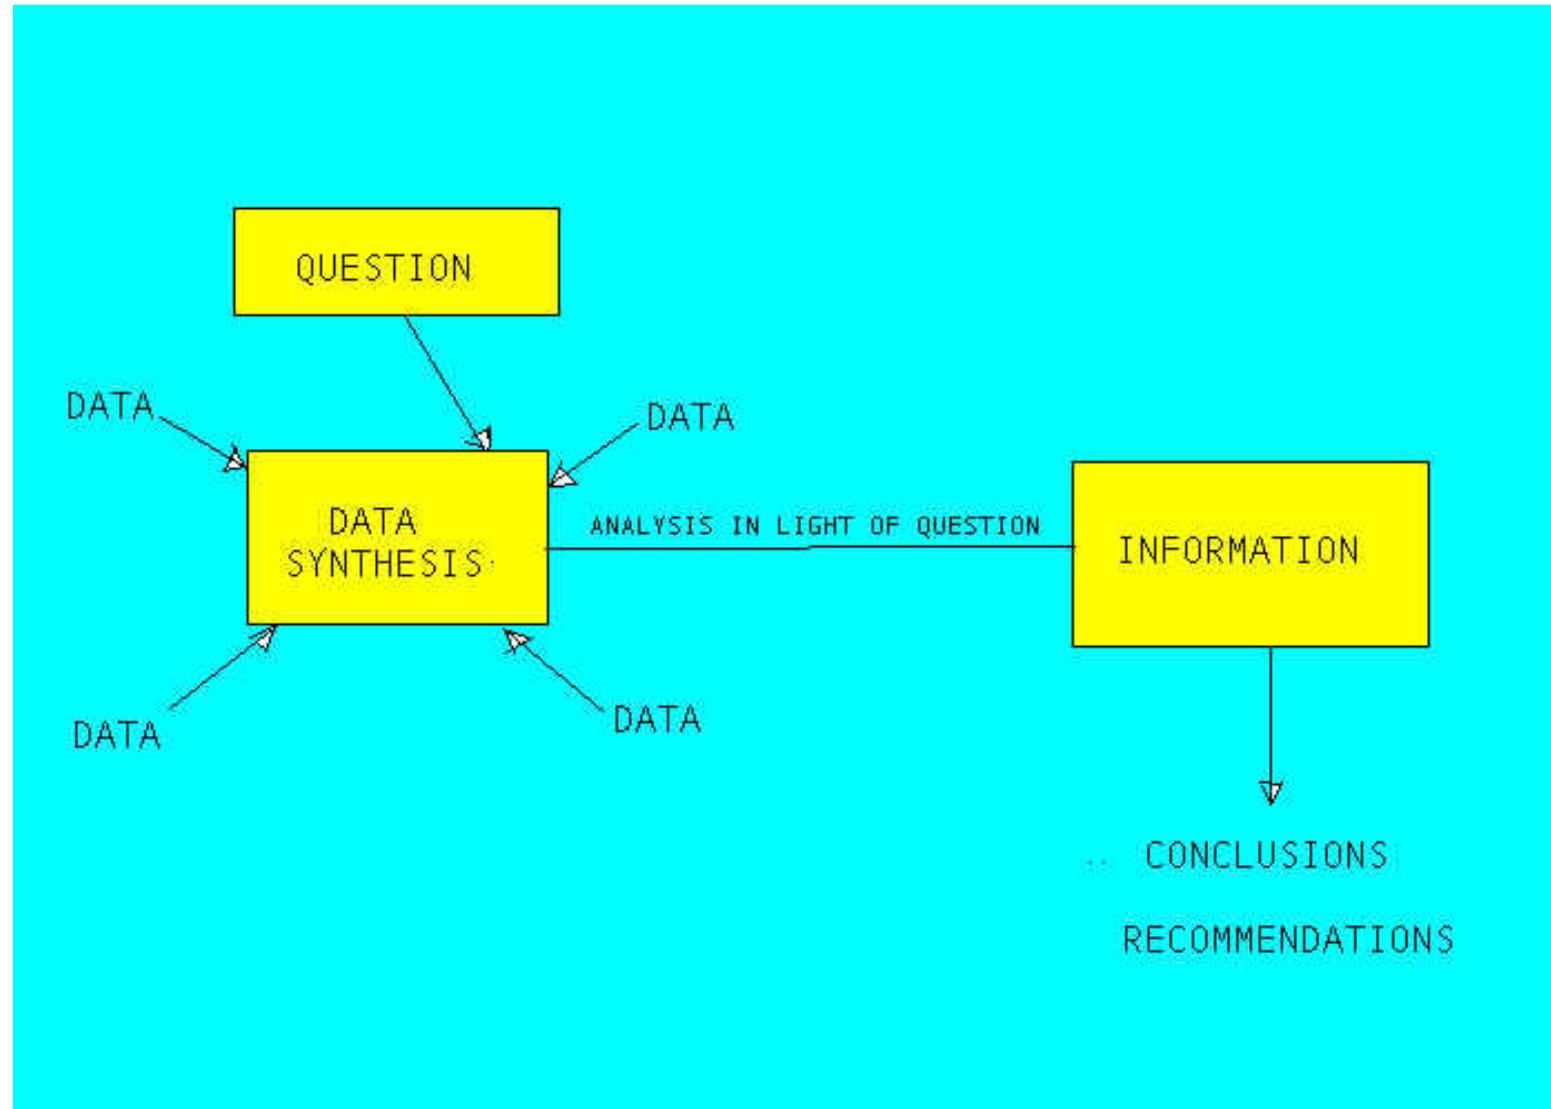 QUESTION
DATA
DATA
DATA
SYNTHESIS
ANALYSIS IN LIGHT OF QUESTION
INFORMATION
DATA
DATA
CONCLUSIONS
RECOMMENDATIONS